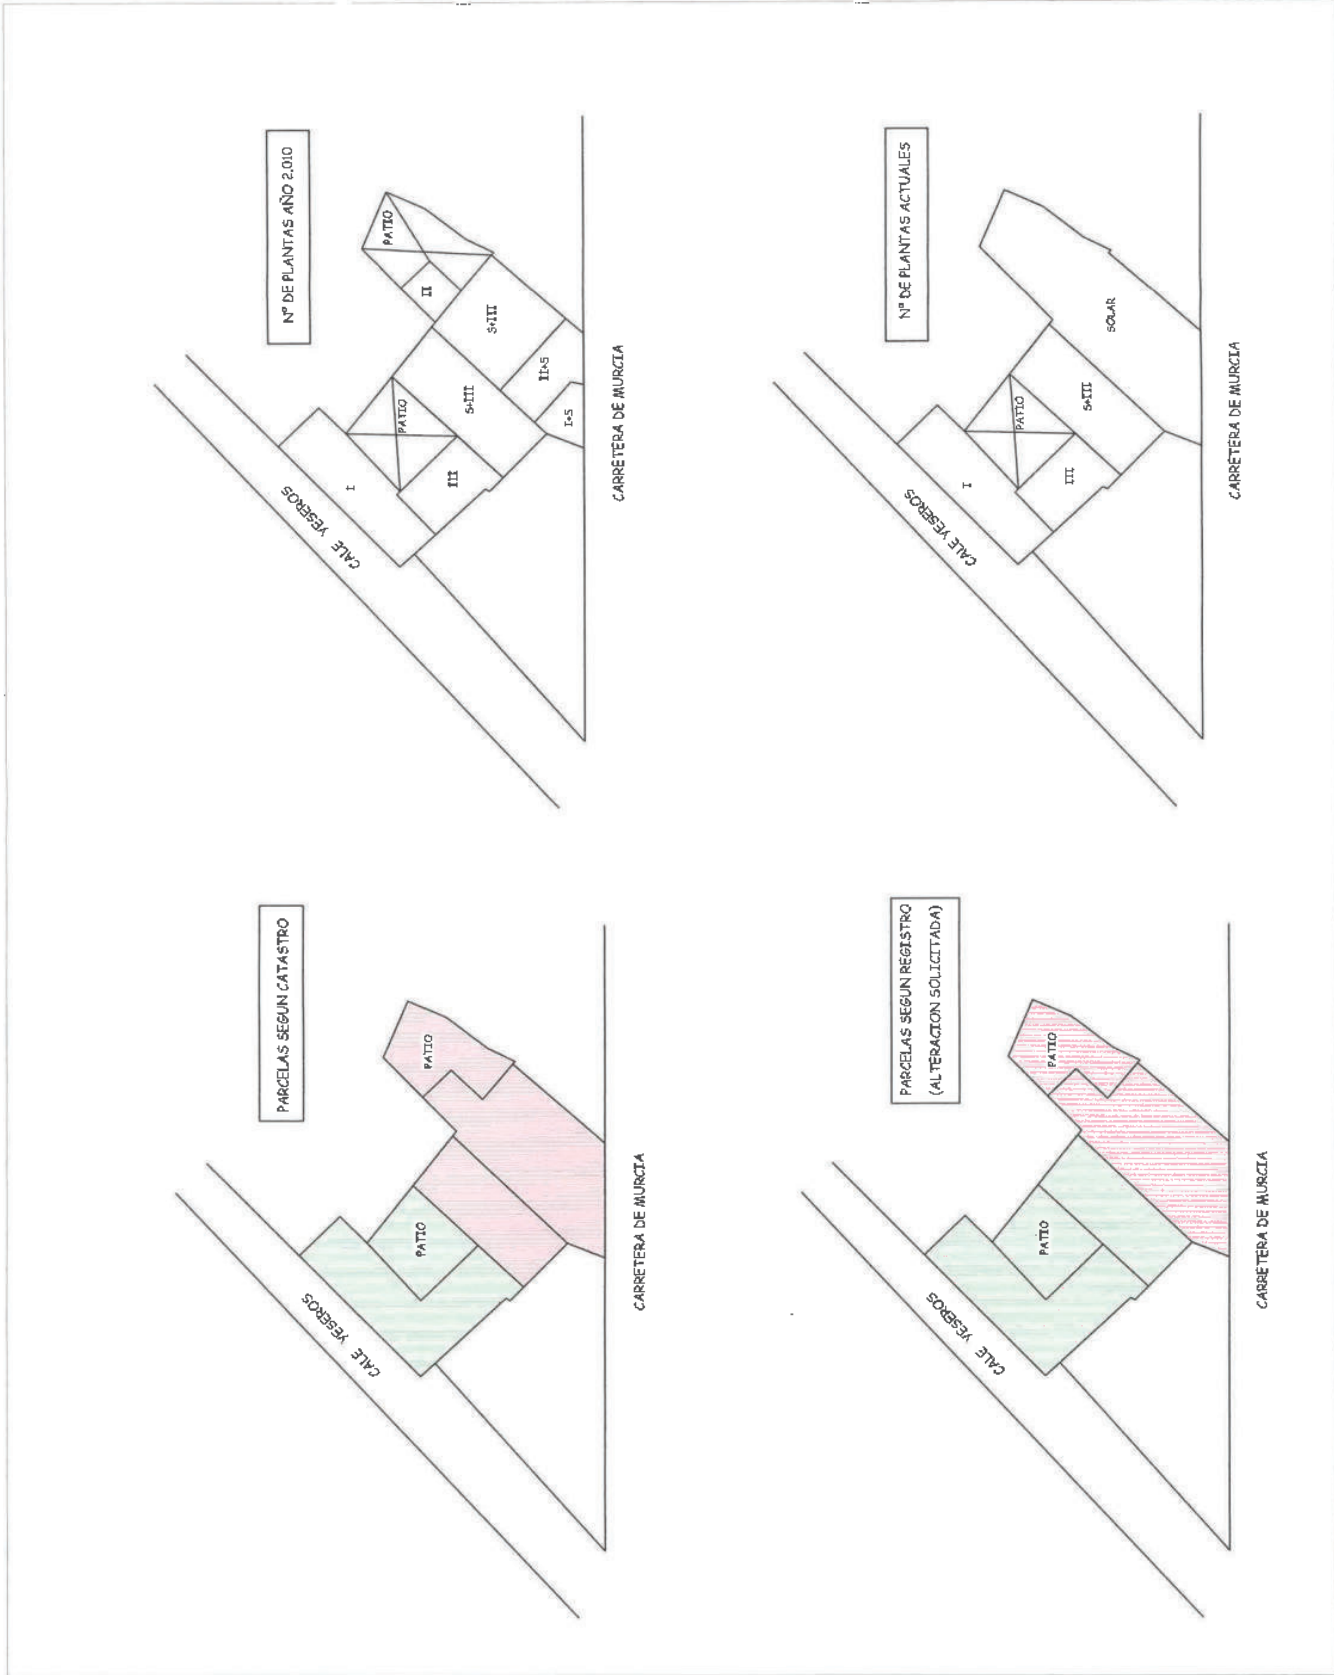 PARCELAS SEGUN CATASTRO
CALE YESEROS
PATIO
PATIO
CARRETERA DE MURCIA
Nº DE PLANTAS AÑO 2.010
CALE YESEROS
I
PATIO
III
S+III
II
PATIO
S+III
II+S
I+S
CARRETERA DE MURCIA
PARCELAS SEGUN REGISTRO
(ALTERACION SOLICITADA)
CALE YESEROS
PATIO
PATIO
CARRETERA DE MURCIA
Nº DE PLANTAS ACTUALES
CALE YESEROS
I
PATIO
III
S+III
SOLAR
CARRETERA DE MURCIA